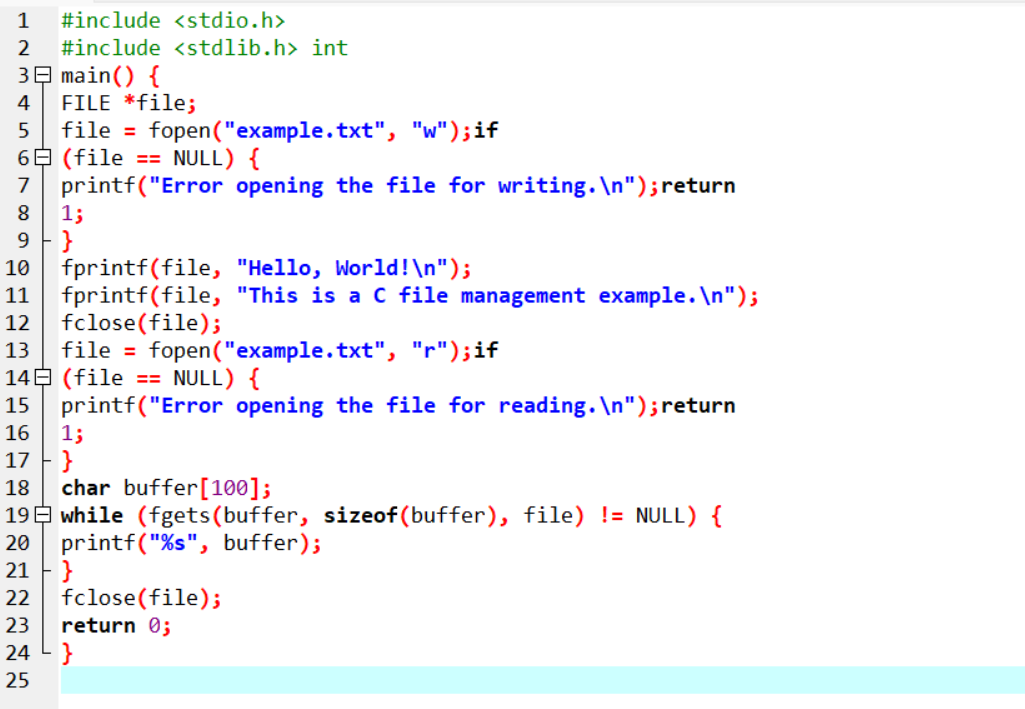 1 #include <stdio.h>
2 #include <stdlib.h> int
3 main() {
4 FILE *file;
5 file = fopen("example.txt", "w");if
6 (file == NULL) {
7 printf("Error opening the file for writing.\n");return
8 1;
9 }
10 fprintf(file, "Hello, World!\n");
11 fprintf(file, "This is a C file management example.\n");
12 fclose(file);
13 file = fopen("example.txt", "r");if
14 (file == NULL) {
15 printf("Error opening the file for reading.\n");return
16 1;
17 }
18 char buffer[100];
19 while (fgets(buffer, sizeof(buffer), file) != NULL) {
20 printf("%s", buffer);
21 }
22 fclose(file);
23 return 0;
24 }
25